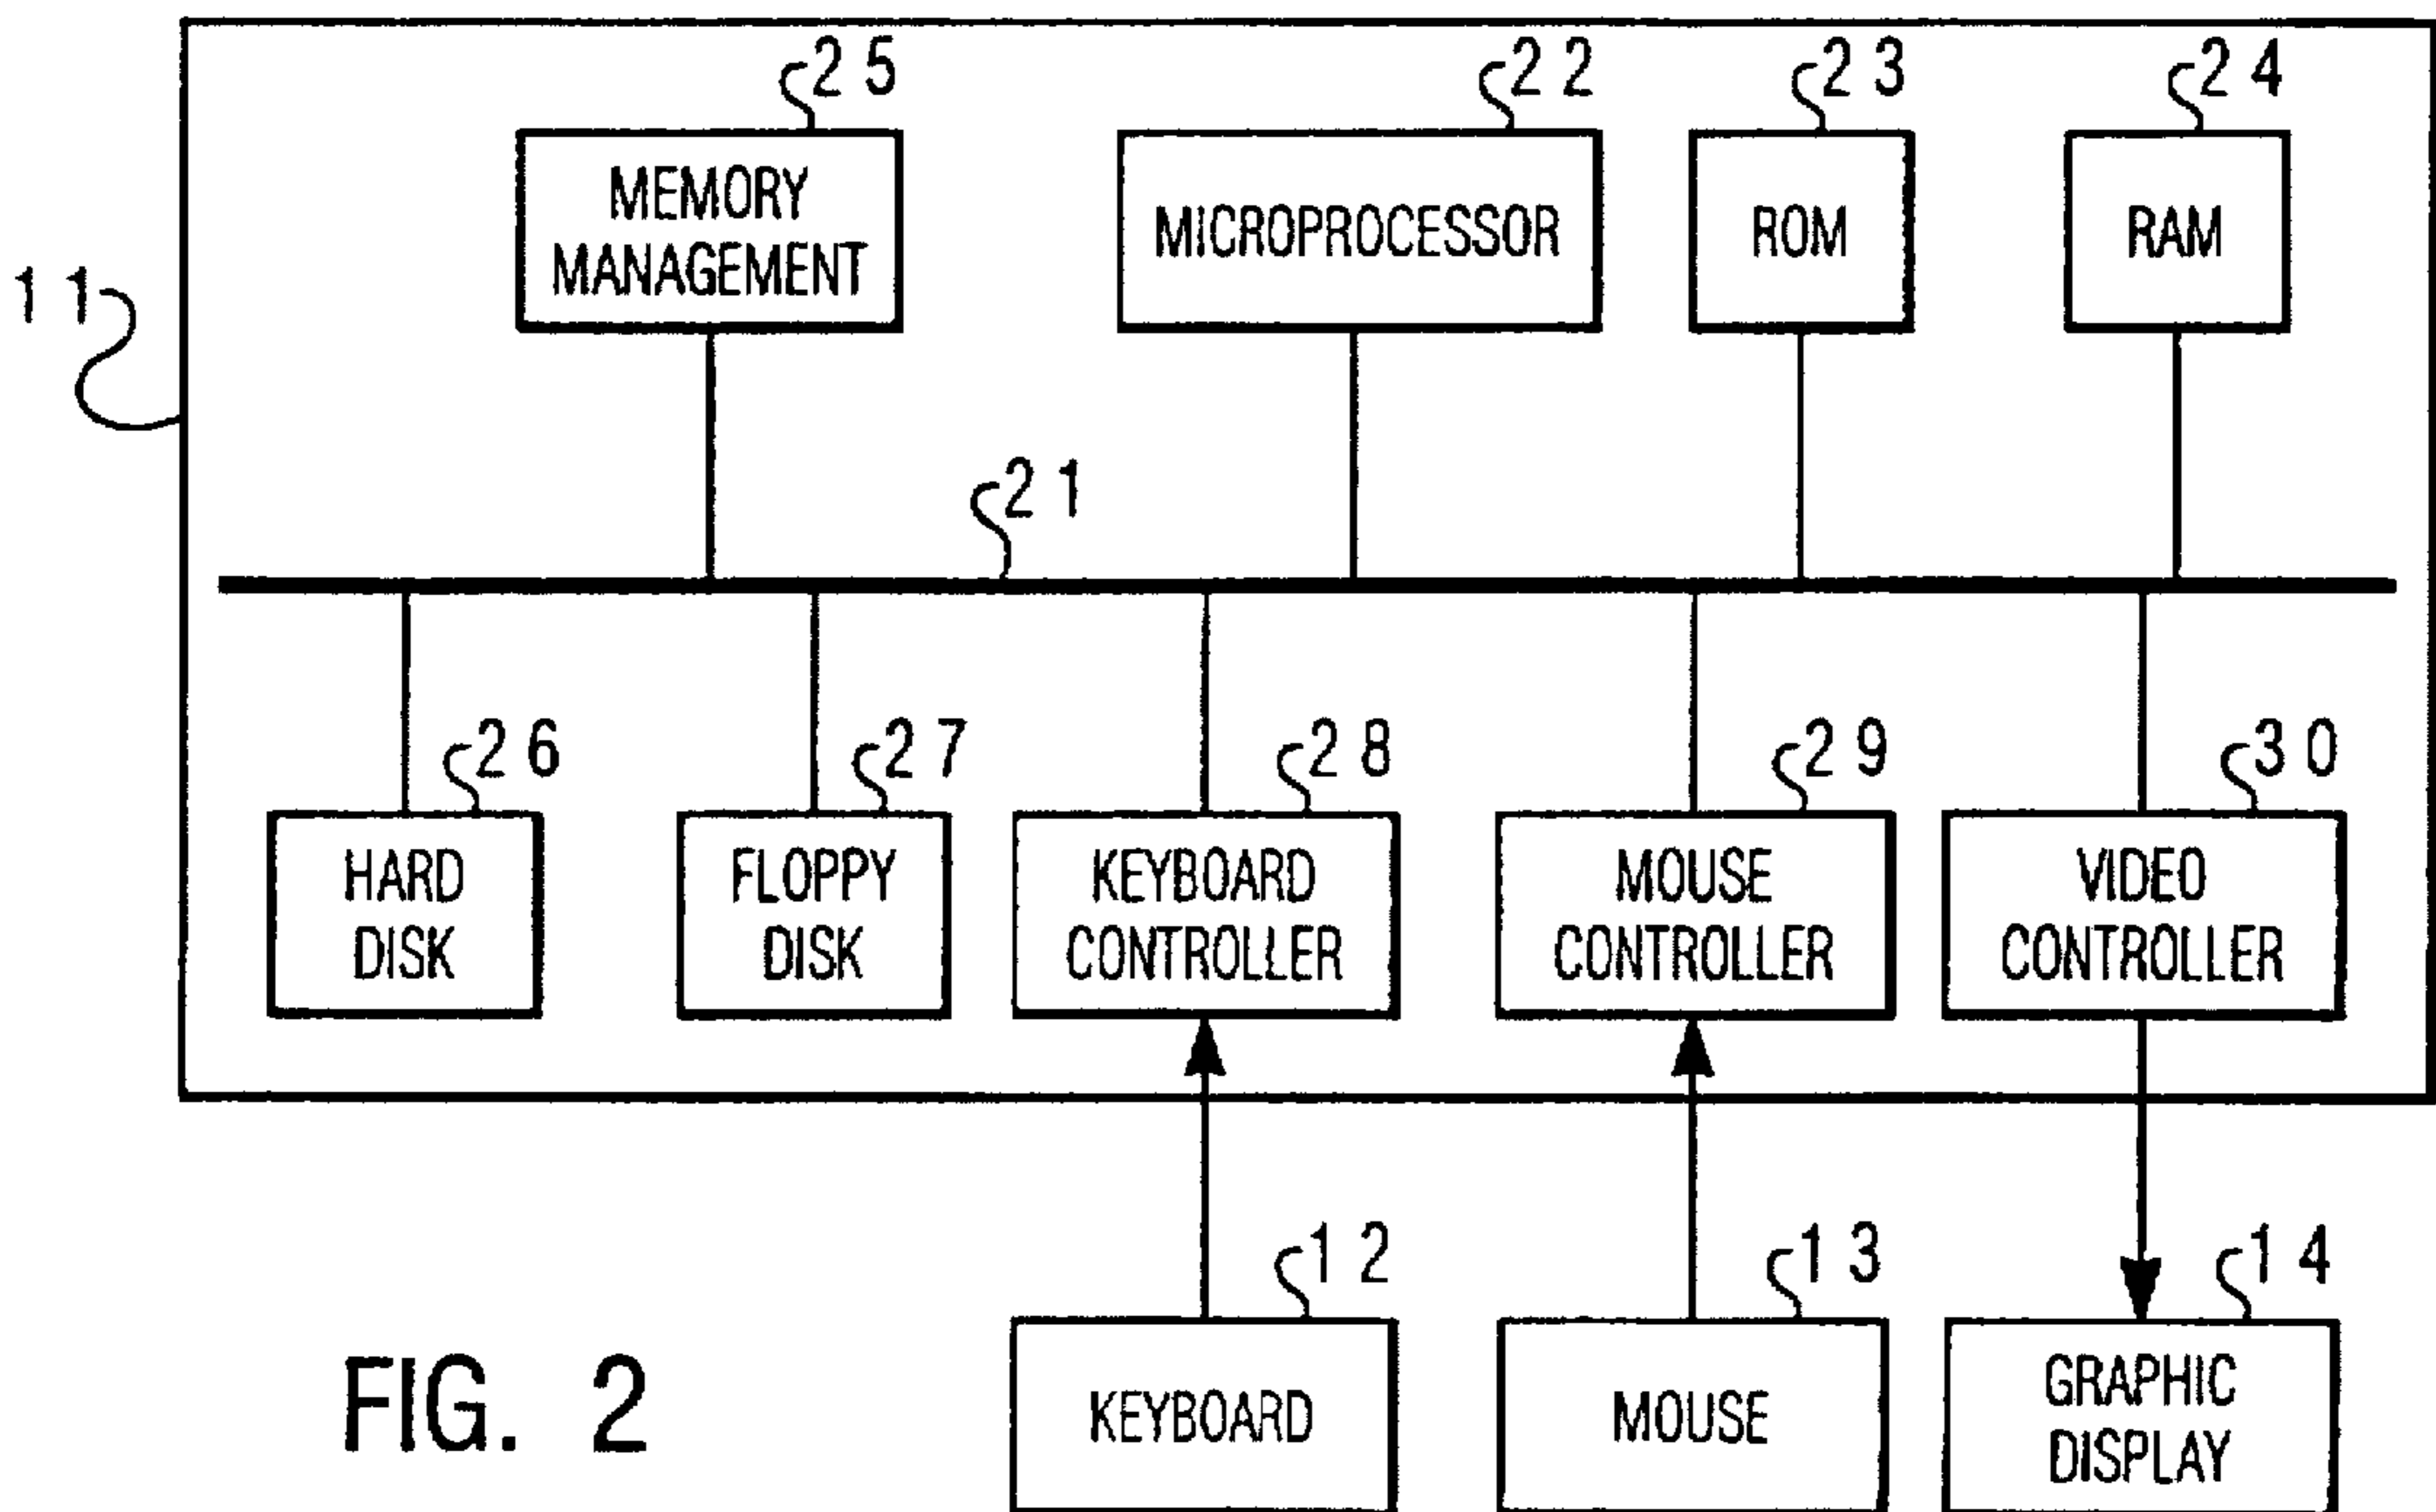 25
22
23
24
MEMORY
MANAGEMENT
MICROPROCESSOR
ROM
RAM
11
21
26
27
28
29
30
HARD
DISK
FLOPPY
DISK
KEYBOARD
CONTROLLER
MOUSE
CONTROLLER
VIDEO
CONTROLLER
12
13
14
KEYBOARD
MOUSE
GRAPHIC
DISPLAY
FIG. 2